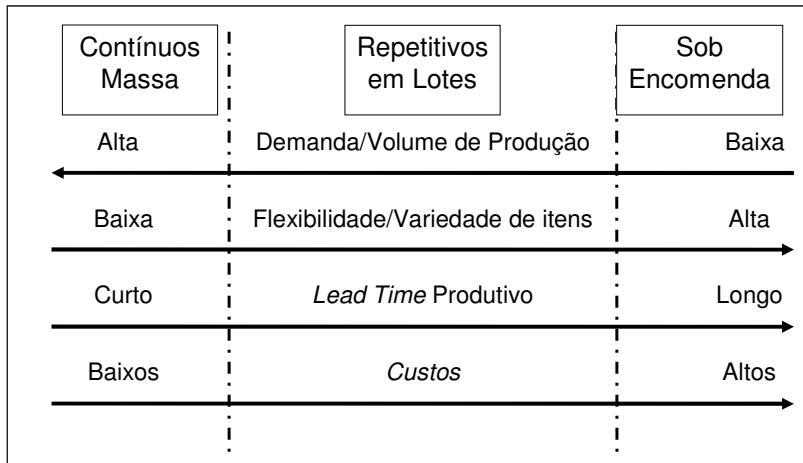 Contínuos
Massa
Repetitivos
em Lotes
Sob
Encomenda
Alta Demanda/Volume de Produção Baixa
Baixa Flexibilidade/Variedade de itens Alta
Curto Lead Time Produtivo Longo
Baixos Custos Altos